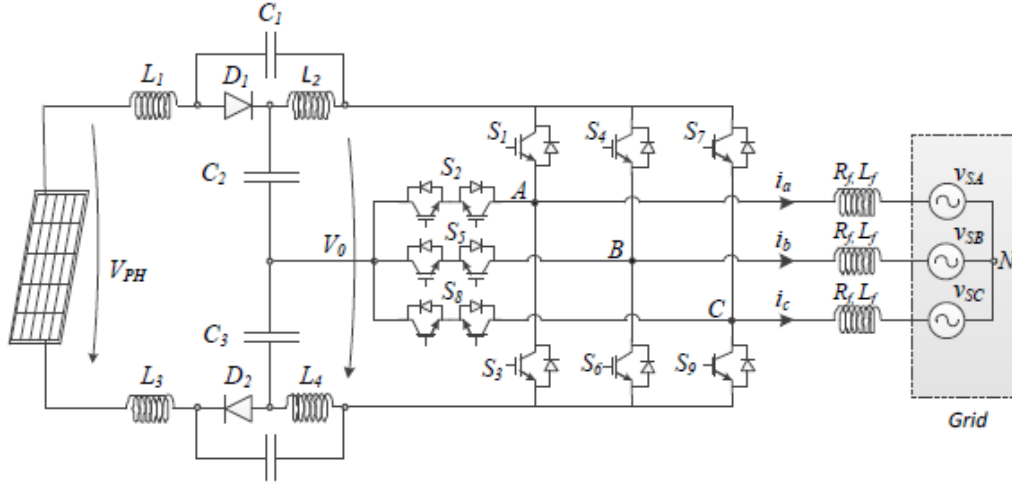 C1
L1 D1 L2
S1 S4 S7
C2
S2
A
ia
Rf, Lf
vSA
VPH
V0
S5
B
ib
Rf, Lf
vSB
N
S8
C
ic
Rf, Lf
vSC
C3
S3 S6 S9
L3 D2 L4
Grid